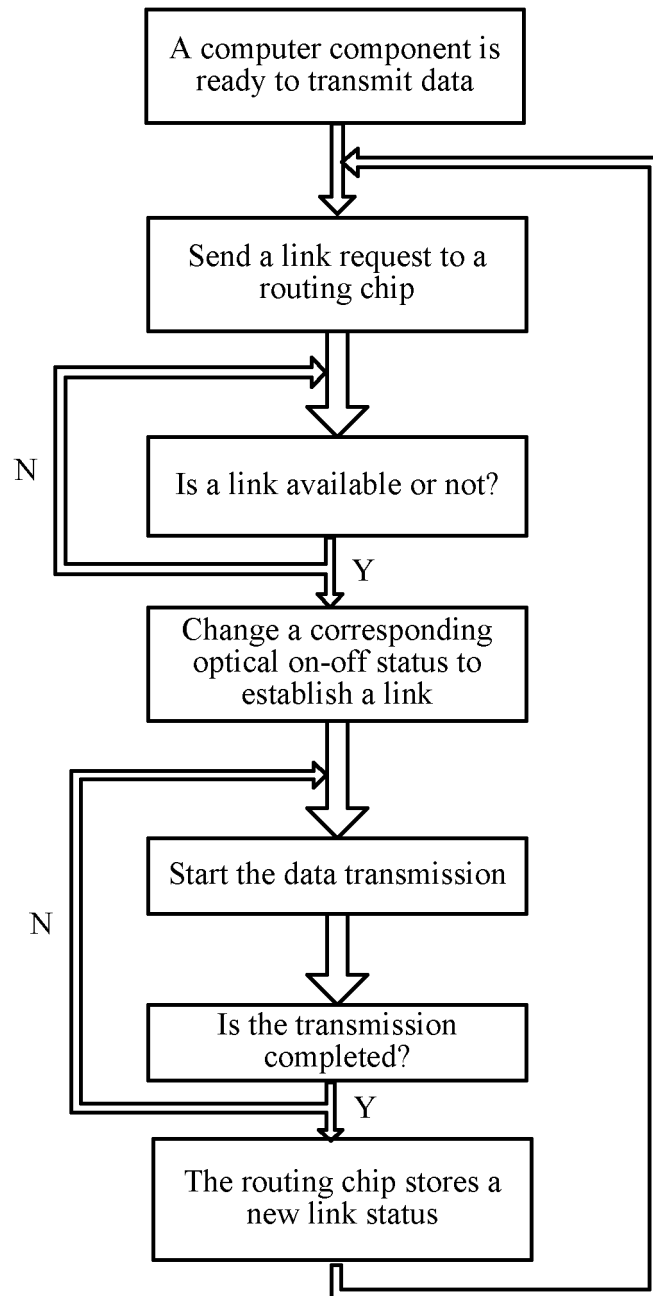 A computer component is
ready to transmit data
Send a link request to a
routing chip
N
Is a link available or not?
Y
Change a corresponding
optical on-off status to
establish a link
Start the data transmission
N
Is the transmission
completed?
Y
The routing chip stores a
new link status